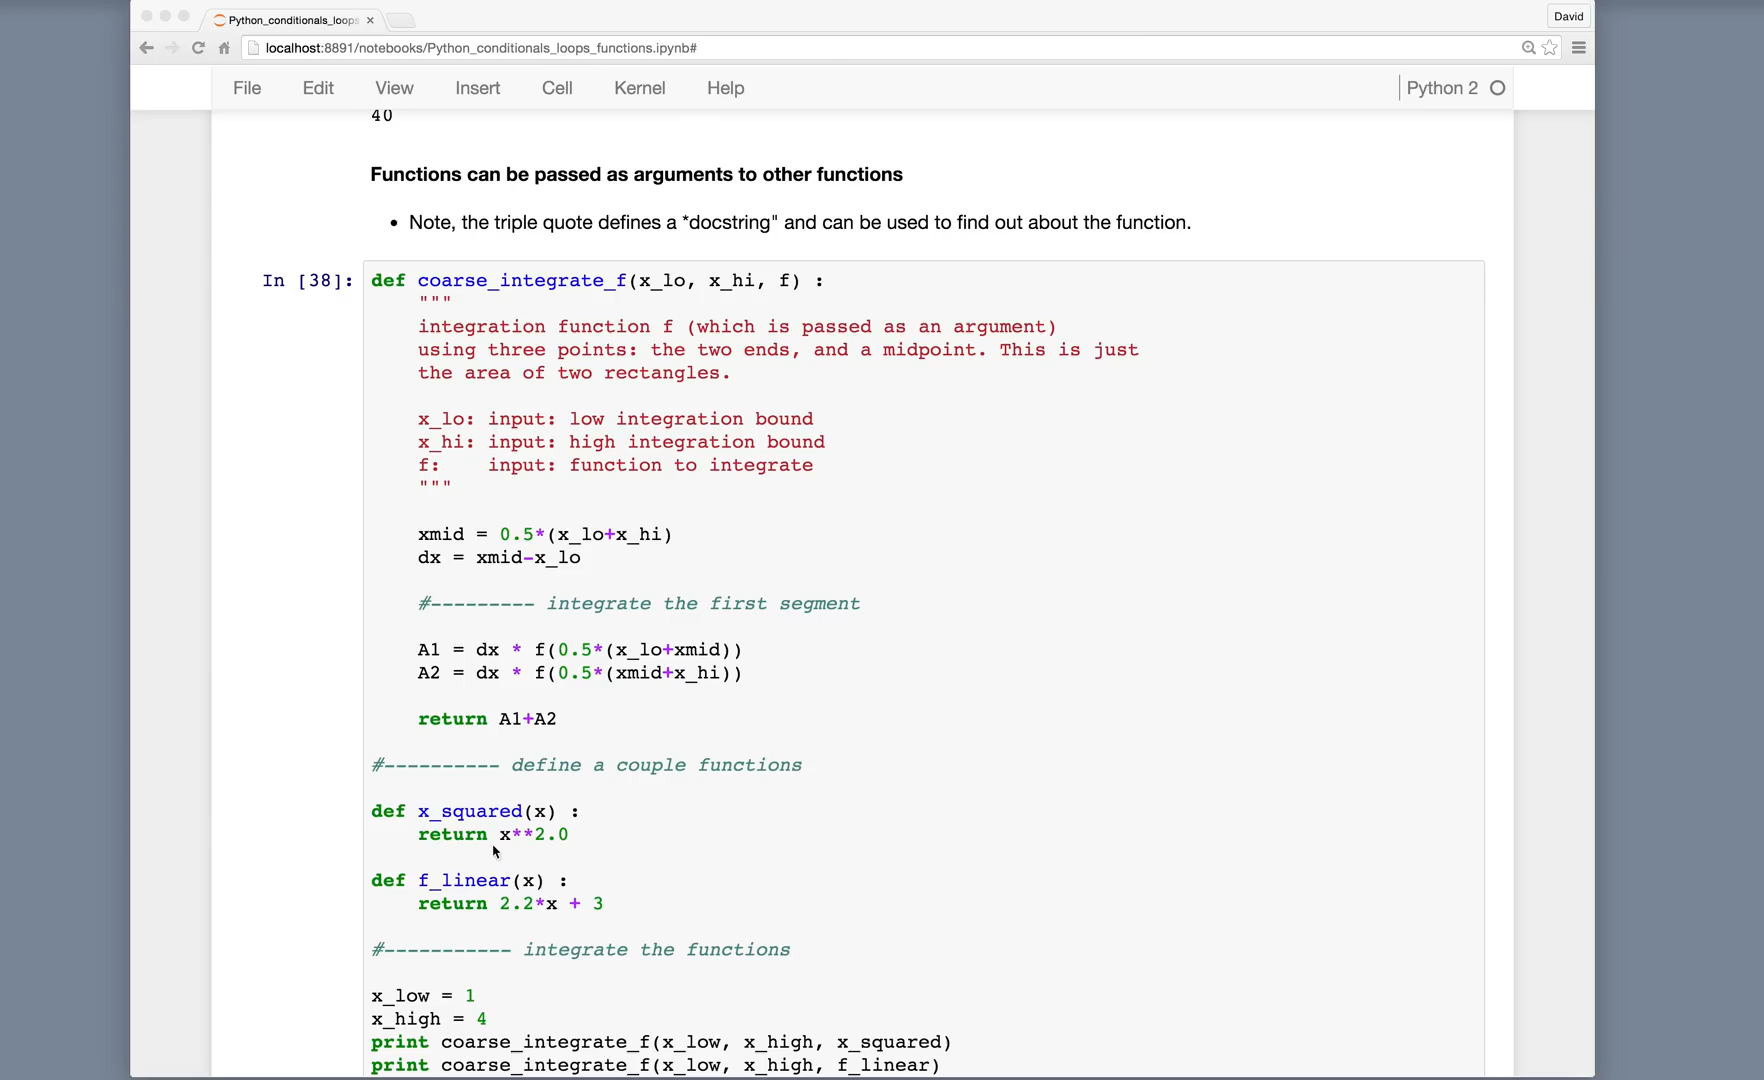 Python_conditionals_loops
David
localhost:8891/notebooks/Python_conditionals_loops_functions.ipynb#
File Edit View Insert Cell Kernel Help Python 2
40
Functions can be passed as arguments to other functions
• Note, the triple quote defines a *docstring" and can be used to find out about the function.
In [38]: def coarse_integrate_f(x_lo, x_hi, f) :
"""
integration function f (which is passed as an argument)
using three points: the two ends, and a midpoint. This is just
the area of two rectangles.
x_lo: input: low integration bound
x_hi: input: high integration bound
f:    input: function to integrate
"""
xmid = 0.5*(x_lo+x_hi)
dx = xmid-x_lo
#--------- integrate the first segment
A1 = dx * f(0.5*(x_lo+xmid))
A2 = dx * f(0.5*(xmid+x_hi))
return A1+A2
#---------- define a couple functions
def x_squared(x) :
return x**2.0
def f_linear(x) :
return 2.2*x + 3
#----------- integrate the functions
x_low = 1
x_high = 4
print coarse_integrate_f(x_low, x_high, x_squared)
print coarse_integrate_f(x_low, x_high, f_linear)